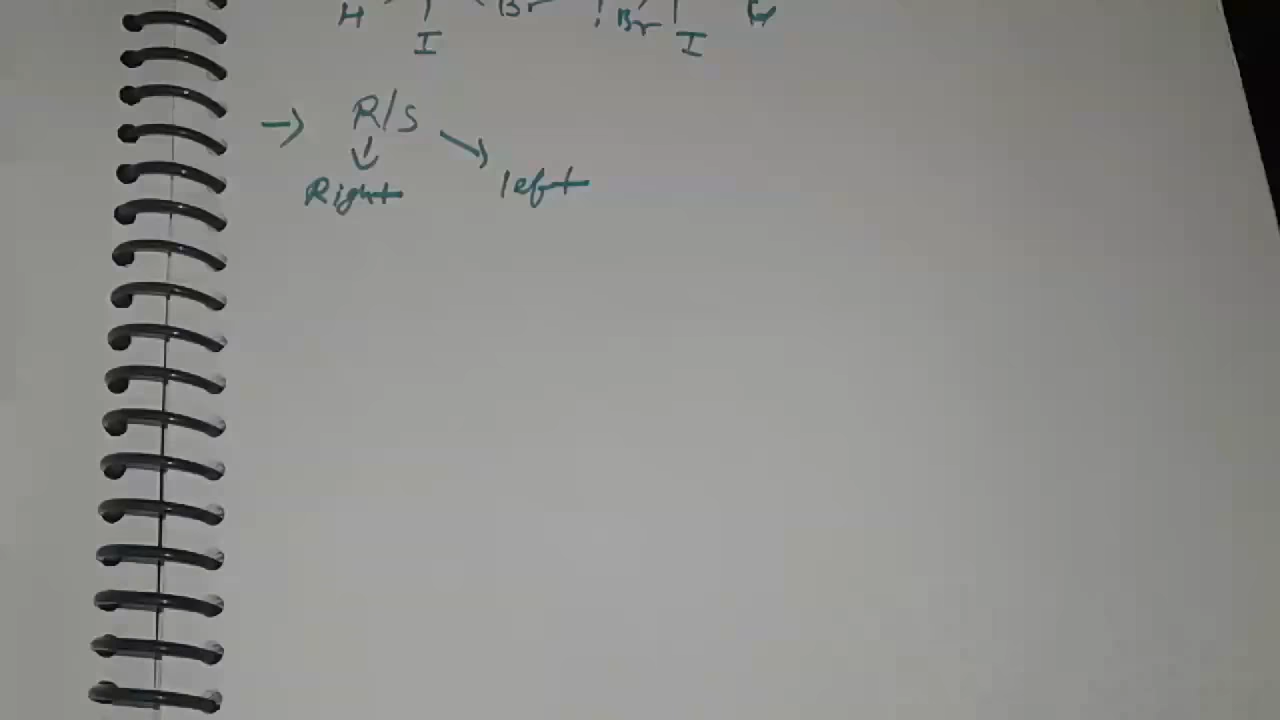 H Br Br
I I
→ R/S
Right left